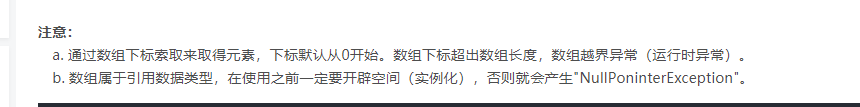 注意：
a. 通过数组下标索取来取得元素，下标默认从0开始。数组下标超出数组长度，数组越界异常（运行时异常）。
b. 数组属于引用数据类型，在使用之前一定要开辟空间（实例化），否则就会产生"NullPoninterException"。